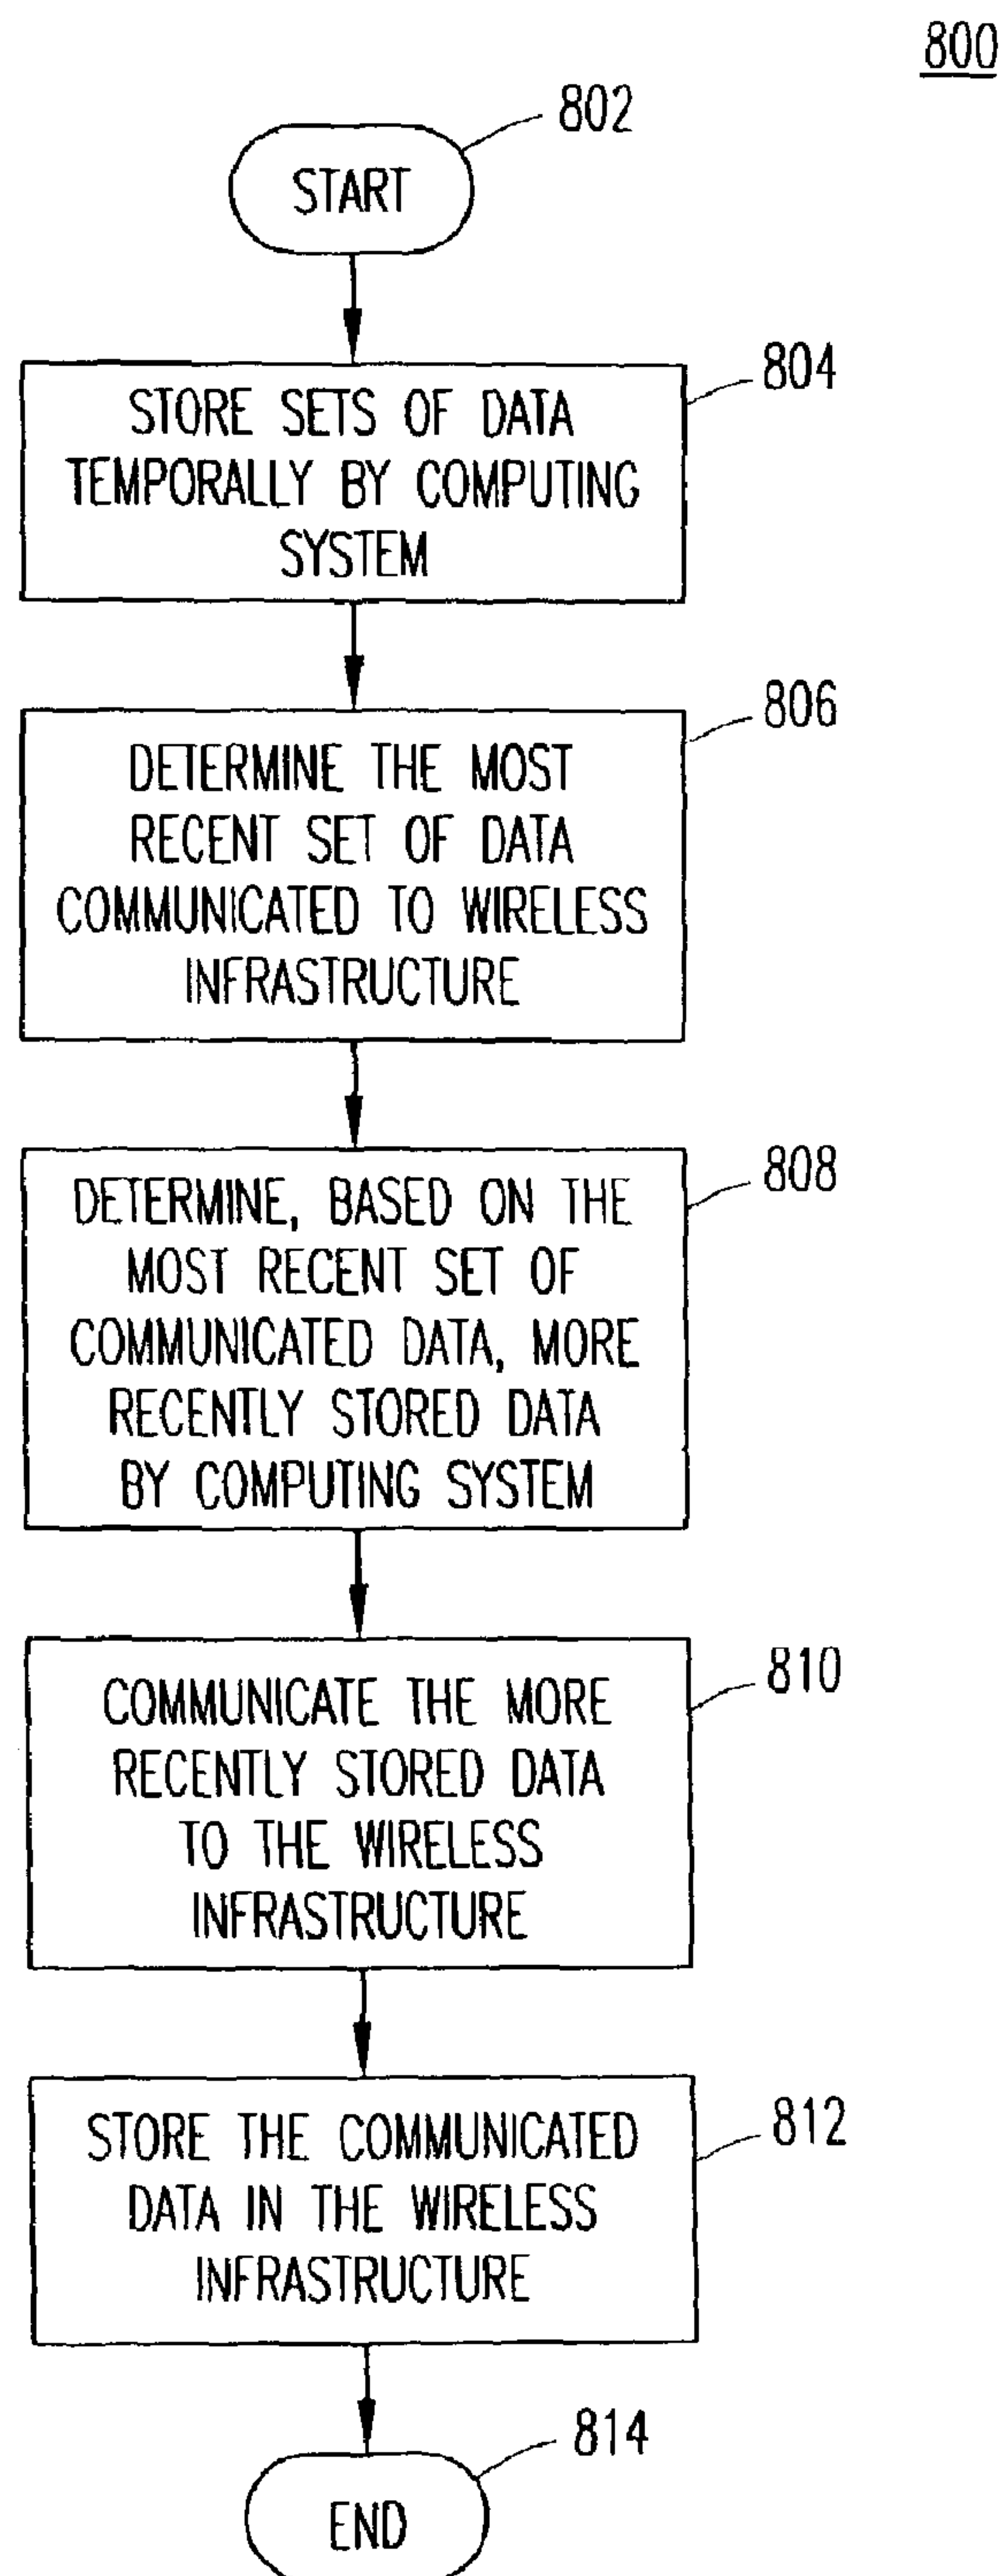 800
802
START
804
STORE SETS OF DATA
TEMPORALLY BY COMPUTING
SYSTEM
806
DETERMINE THE MOST
RECENT SET OF DATA
COMMUNICATED TO WIRELESS
INFRASTRUCTURE
808
DETERMINE, BASED ON THE
MOST RECENT SET OF
COMMUNICATED DATA, MORE
RECENTLY STORED DATA
BY COMPUTING SYSTEM
810
COMMUNICATE THE MORE
RECENTLY STORED DATA
TO THE WIRELESS
INFRASTRUCTURE
812
STORE THE COMMUNICATED
DATA IN THE WIRELESS
INFRASTRUCTURE
814
END